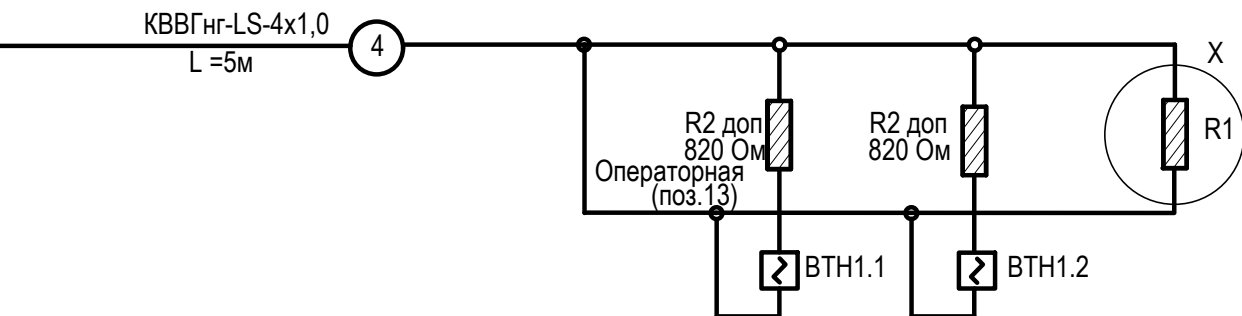 КВВГнг-LS-4х1,0
L =5м
4
X
R2 доп
820 Ом
R2 доп
820 Ом
R1
Операторная
(поз.13)
BTH1.1
BTH1.2